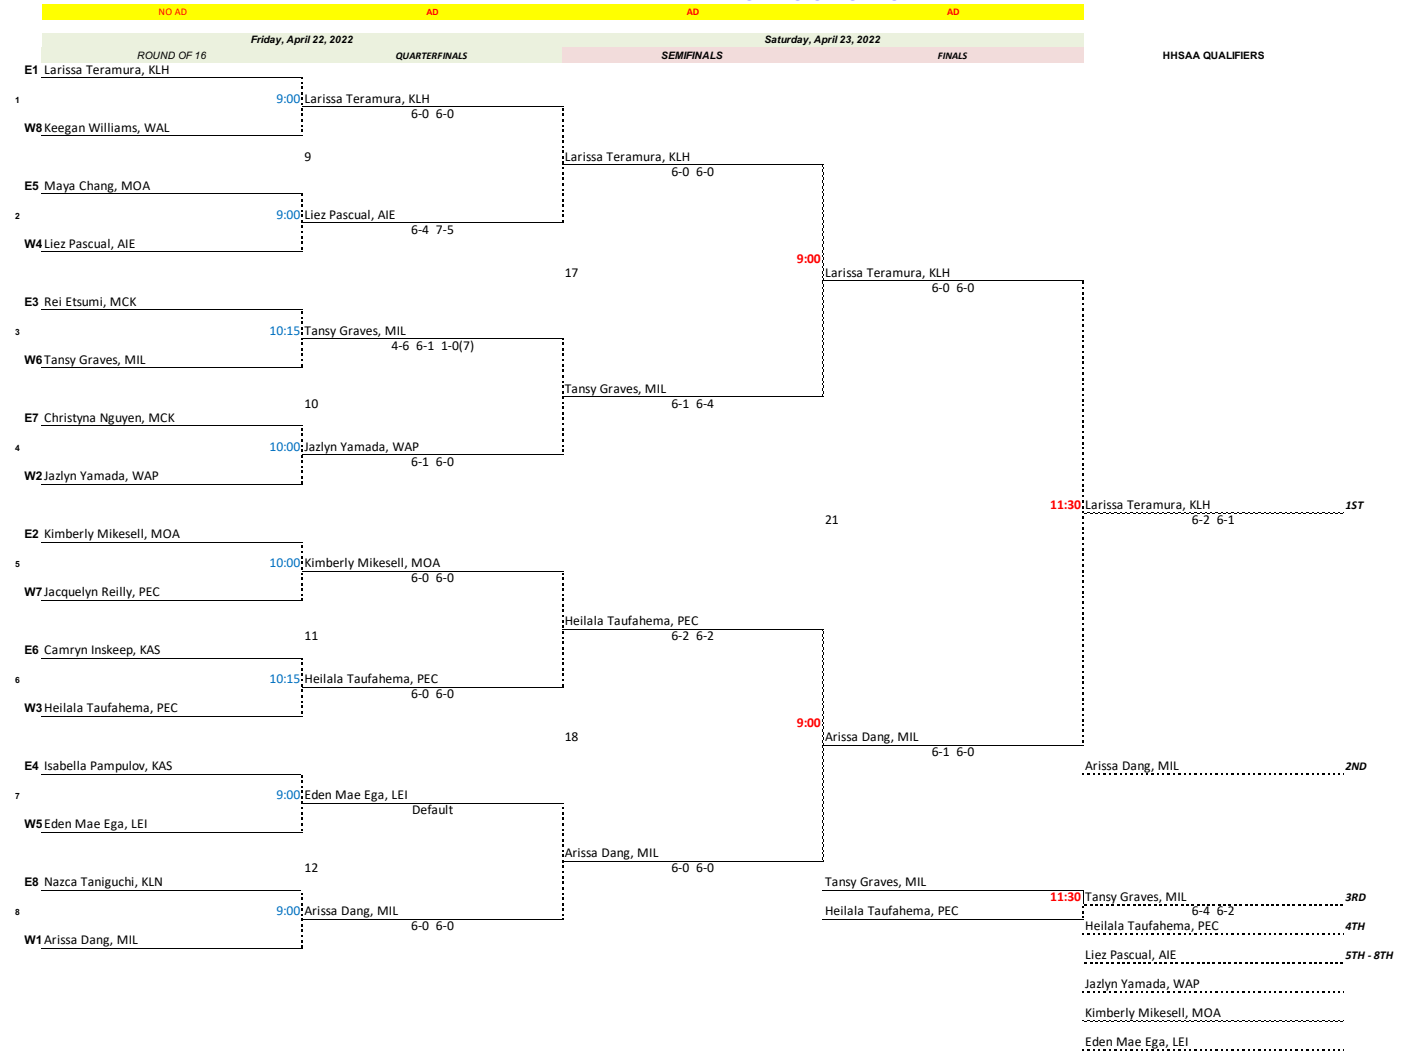 NO AD AD AD AD
Friday, April 22, 2022 Saturday, April 23, 2022
ROUND OF 16 QUARTERFINALS SEMIFINALS FINALS HHSAA QUALIFIERS
E1 Larissa Teramura, KLH
1 9:00 Larissa Teramura, KLH
6-0 6-0
W8 Keegan Williams, WAL
9 Larissa Teramura, KLH
6-0 6-0
E5 Maya Chang, MOA
2 9:00 Liez Pascual, AIE
6-4 7-5
W4 Liez Pascual, AIE
9:00
17 Larissa Teramura, KLH
6-0 6-0
E3 Rei Etsumi, MCK
3 10:15 Tansy Graves, MIL
4-6 6-1 1-0(7)
W6 Tansy Graves, MIL
Tansy Graves, MIL
10 6-1 6-4
E7 Christyna Nguyen, MCK
4 10:00 Jazlyn Yamada, WAP
6-1 6-0
W2 Jazlyn Yamada, WAP
11:30 Larissa Teramura, KLH 1ST
21 6-2 6-1
E2 Kimberly Mikesell, MOA
5 10:00 Kimberly Mikesell, MOA
6-0 6-0
W7 Jacquelyn Reilly, PEC
Heilala Taufahema, PEC
11 6-2 6-2
E6 Camryn Inskeep, KAS
6 10:15 Heilala Taufahema, PEC
6-0 6-0
W3 Heilala Taufahema, PEC
9:00
18 Arissa Dang, MIL
6-1 6-0
E4 Isabella Pampulov, KAS Arissa Dang, MIL 2ND
7 9:00 Eden Mae Ega, LEI
Default
W5 Eden Mae Ega, LEI
Arissa Dang, MIL
12 6-0 6-0
E8 Nazca Taniguchi, KLN Tansy Graves, MIL
11:30 Tansy Graves, MIL 3RD
8 9:00 Arissa Dang, MIL Heilala Taufahema, PEC 6-4 6-2
6-0 6-0 Heilala Taufahema, PEC 4TH
W1 Arissa Dang, MIL
Liez Pascual, AIE 5TH - 8TH
Jazlyn Yamada, WAP
Kimberly Mikesell, MOA
Eden Mae Ega, LEI